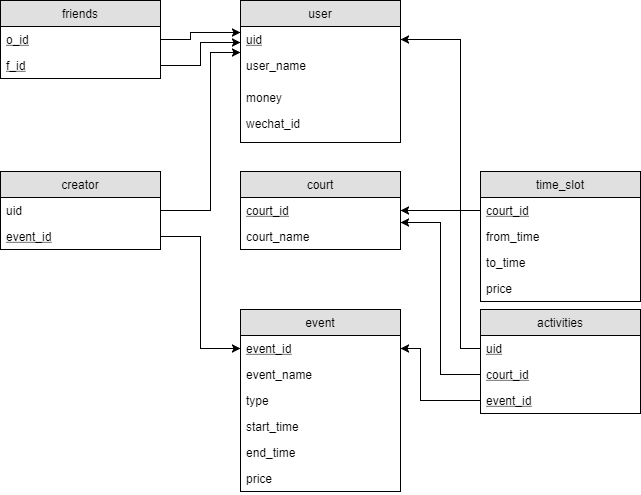 friends
o_id
f_id
user
uid
user_name
money
wechat_id
creator
uid
event_id
court
court_id
court_name
time_slot
court_id
from_time
to_time
price
event
event_id
event_name
type
start_time
end_time
price
activities
uid
court_id
event_id